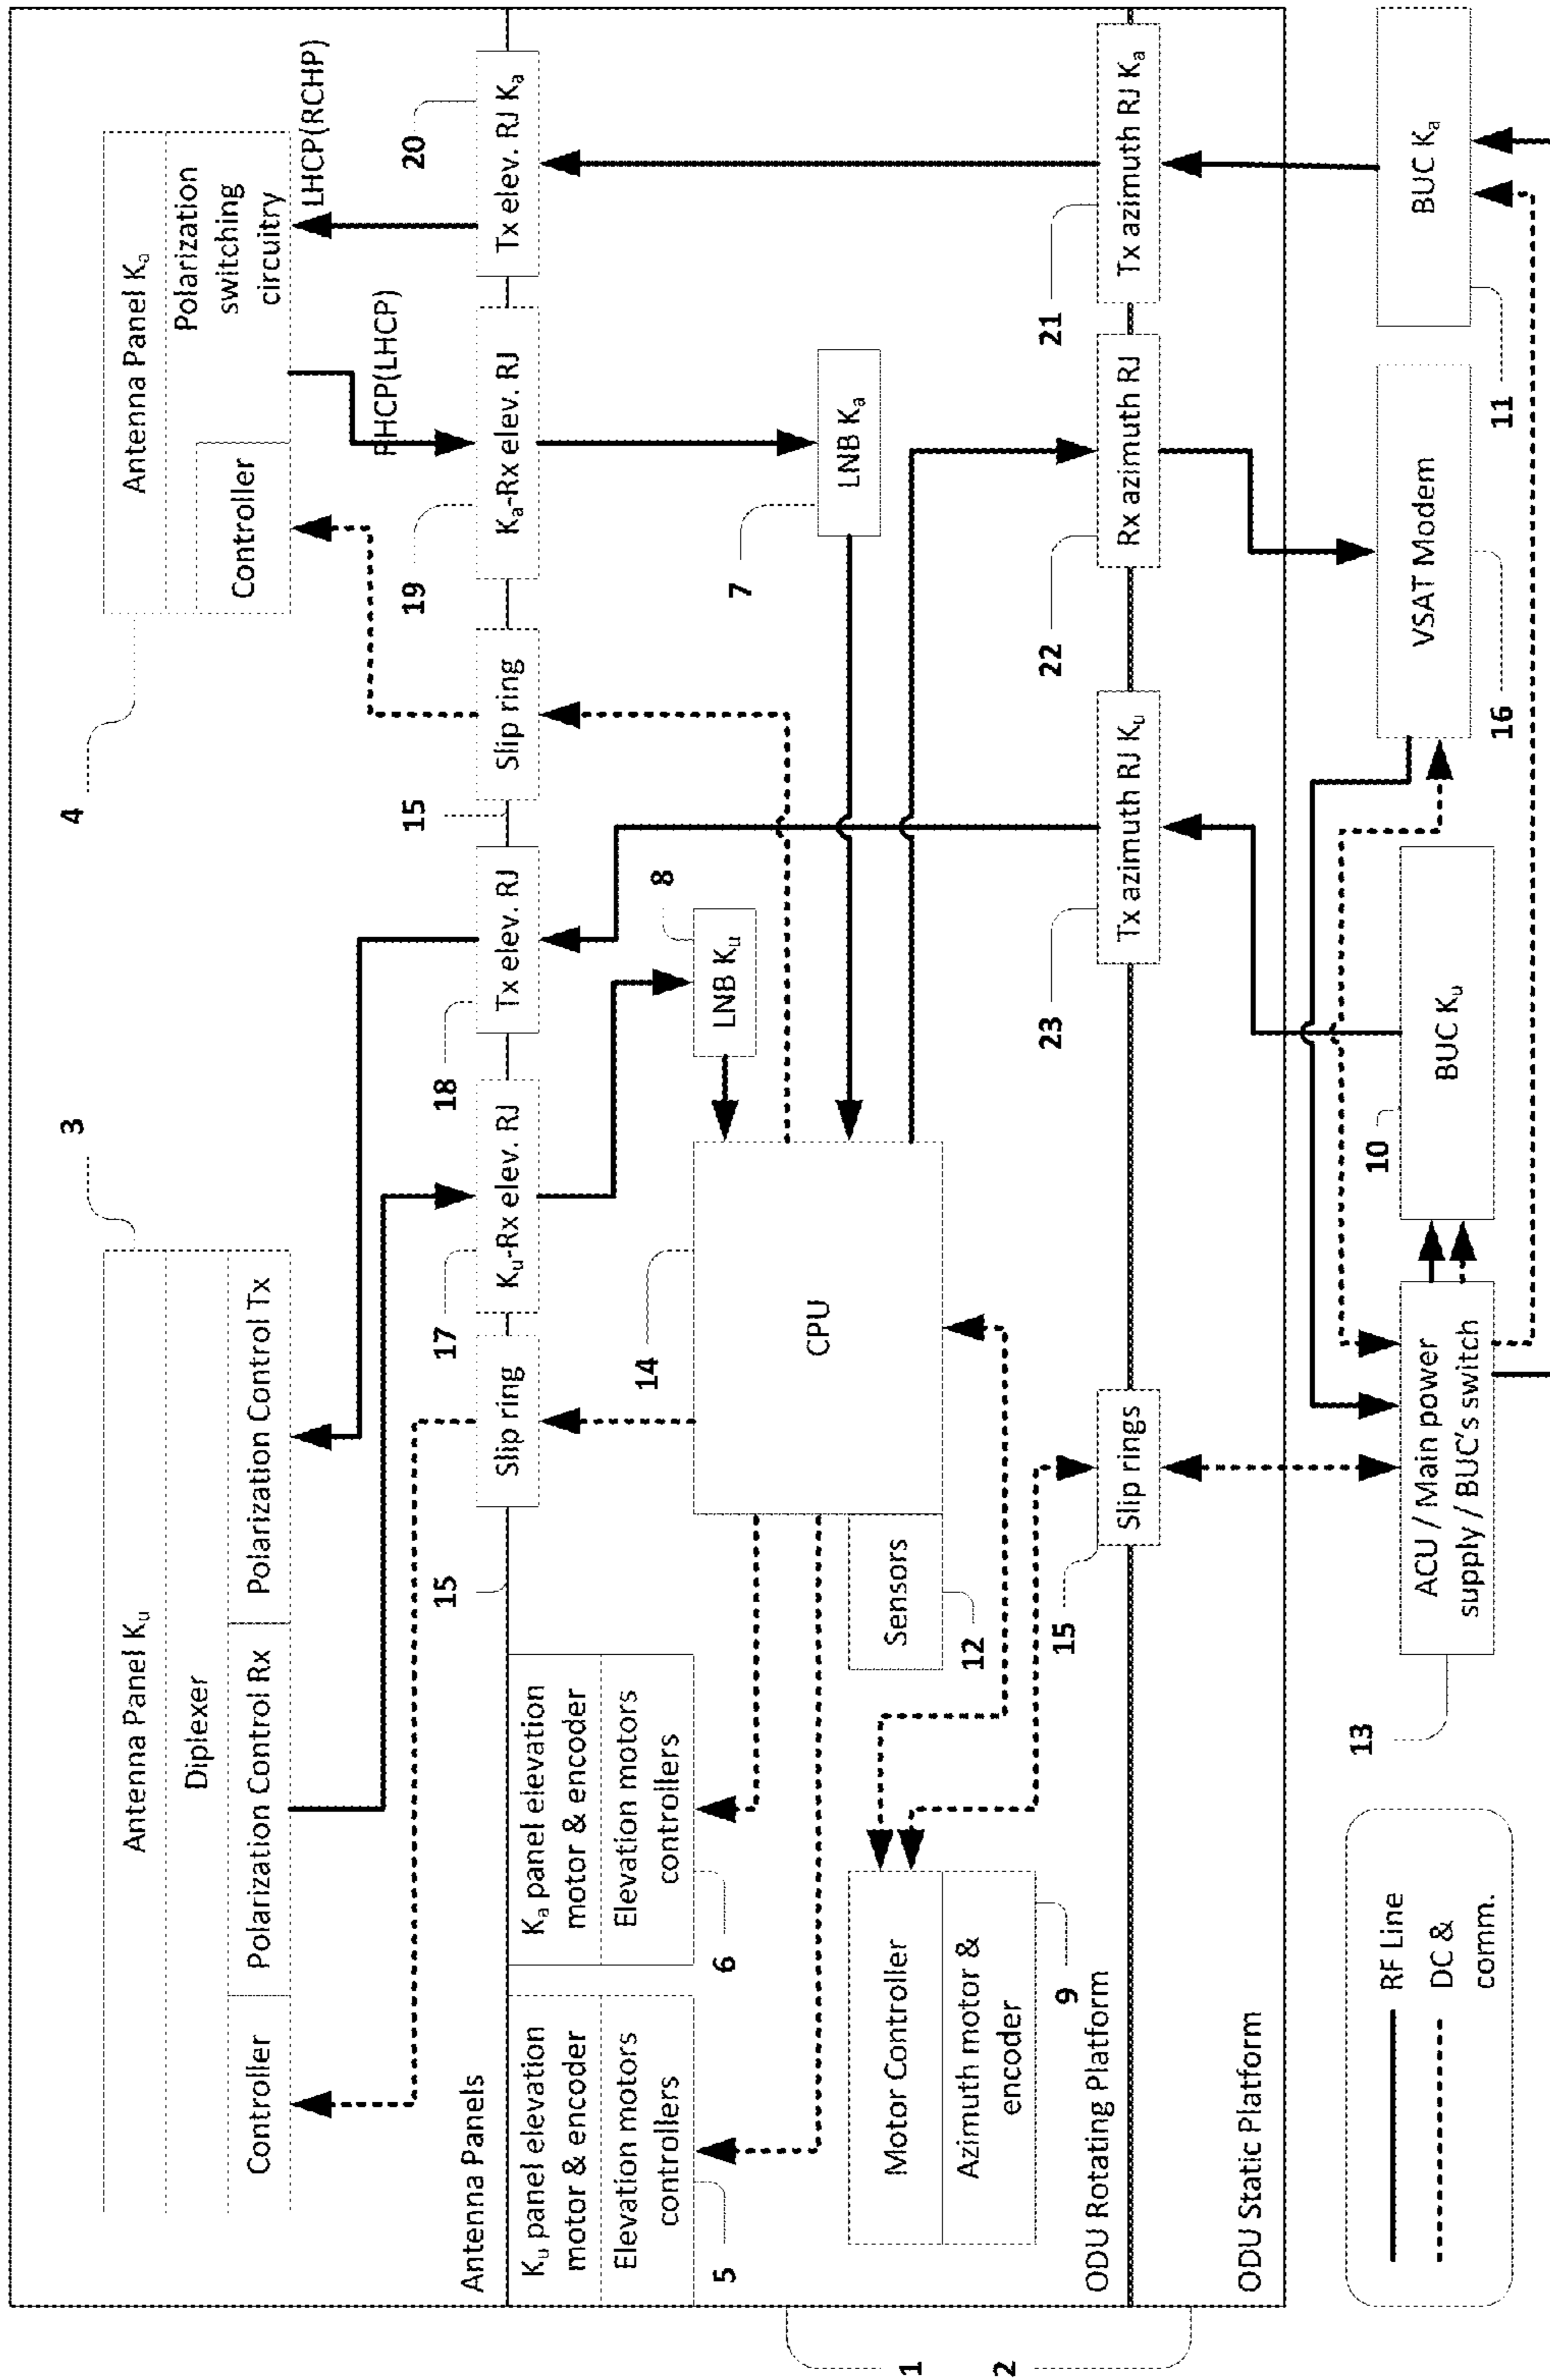 3
4
Antenna Panel Ku
Diplexer
Controller
Polarization Control Rx
Polarization Control Tx
Antenna Panel Ka
Controller
Polarization
switching
circuitry
RHCP(LHCP)
LHCP(RCHP)
Antenna Panels
15
17
18
15
19
20
Slip ring
Ku-Rx elev. RJ
Tx elev. RJ
Slip ring
Ka-Rx elev. RJ
Tx elev. RJ Ka
Ku panel elevation
motor & encoder
Elevation motors
controllers
5
Ka panel elevation
motor & encoder
Elevation motors
controllers
6
14
CPU
Sensors
12
8
LNB Ku
7
LNB Ka
Motor Controller
Azimuth motor &
encoder
9
ODU Rotating Platform
1
2
15
23
22
21
Slip rings
Tx azimuth RJ Ku
Rx azimuth RJ
Tx azimuth RJ Ka
ODU Static Platform
13
ACU / Main power
supply / BUC's switch
10
BUC Ku
VSAT Modem
16
BUC Ka
11
RF Line
DC &
comm.